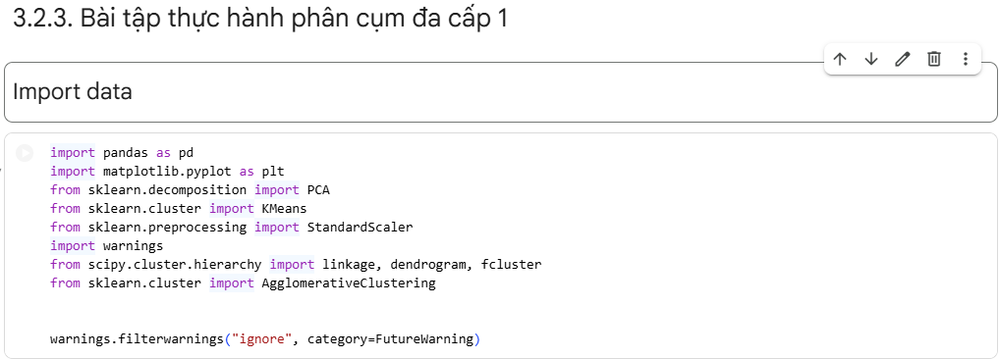 3.2.3. Bài tập thực hành phân cụm đa cấp 1
Import data
import pandas as pd
import matplotlib.pyplot as plt
from sklearn.decomposition import PCA
from sklearn.cluster import KMeans
from sklearn.preprocessing import StandardScaler
import warnings
from scipy.cluster.hierarchy import linkage, dendrogram, fcluster
from sklearn.cluster import AgglomerativeClustering
warnings.filterwarnings("ignore", category=FutureWarning)